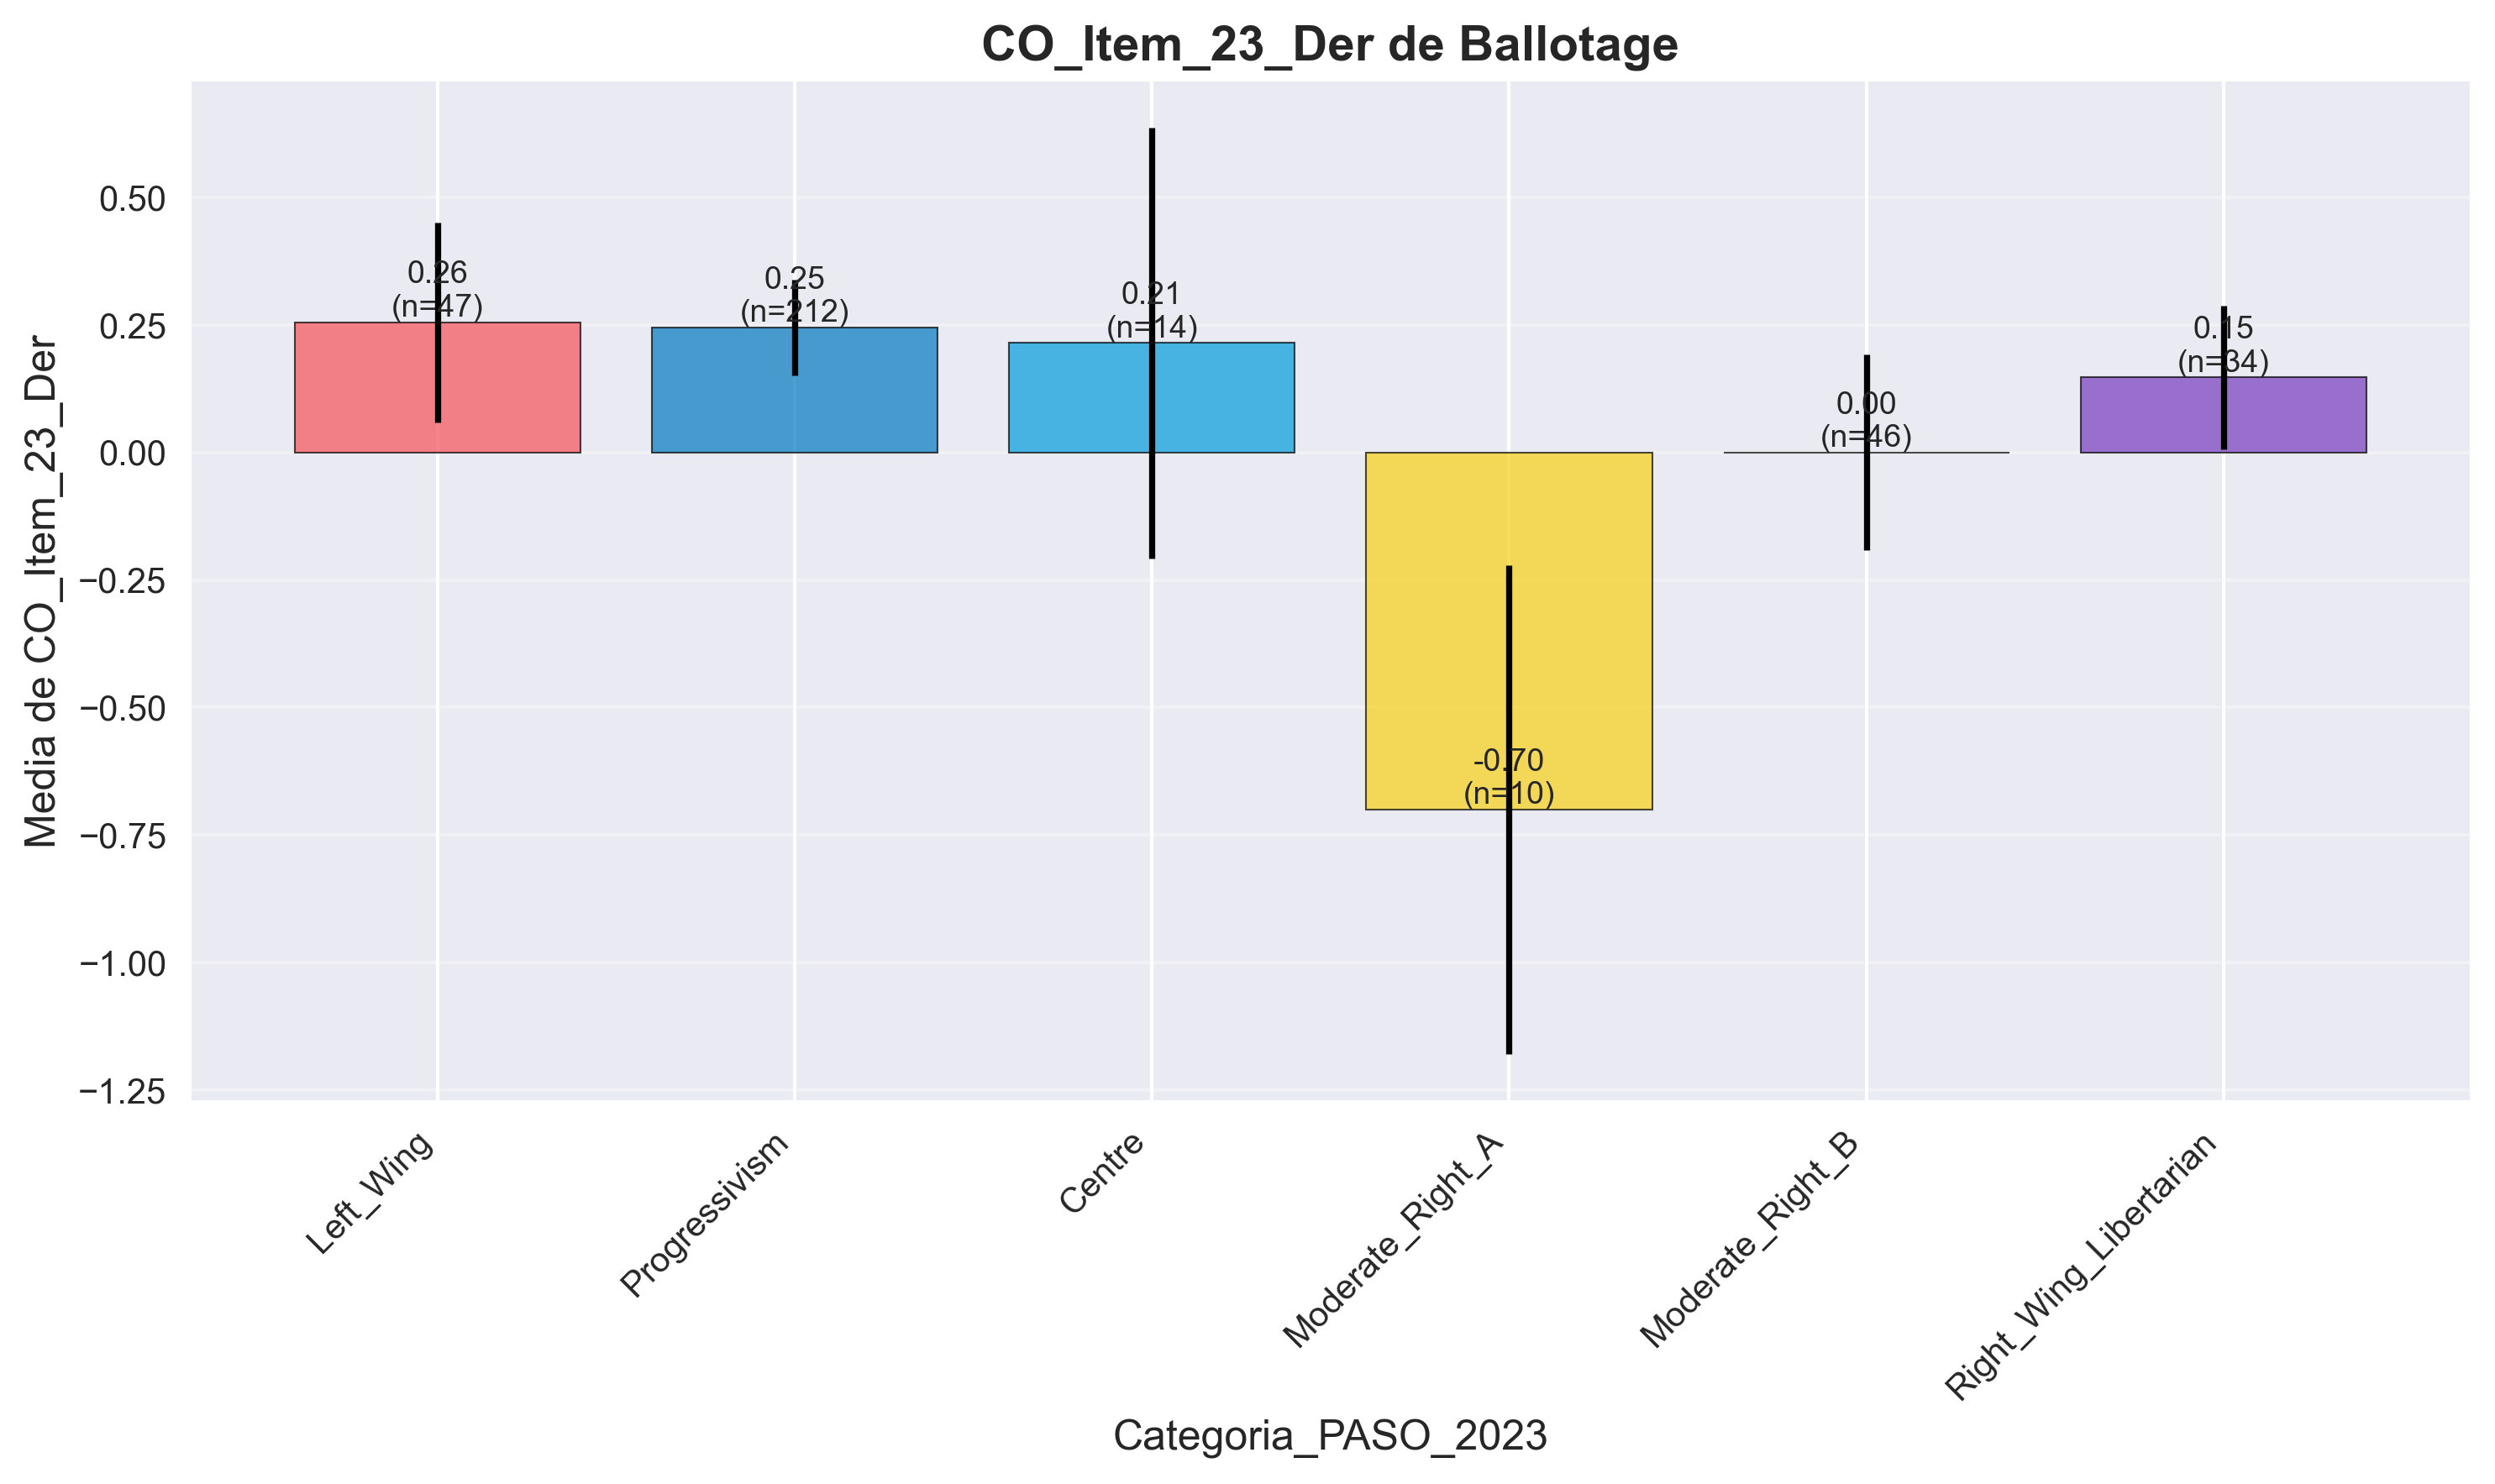 CO_Item_23_Der de Ballotage
Media de CO_Item_23_Der
0.50
0.25
0.00
−0.25
−0.50
−0.75
−1.00
−1.25
0.26
(n=47)
0.25
(n=212)
0.21
(n=14)
-0.70
(n=10)
0.00
(n=46)
0.15
(n=34)
Left_Wing
Progressivism
Centre
Moderate_Right_A
Moderate_Right_B
Right_Wing_Libertarian
Categoria_PASO_2023